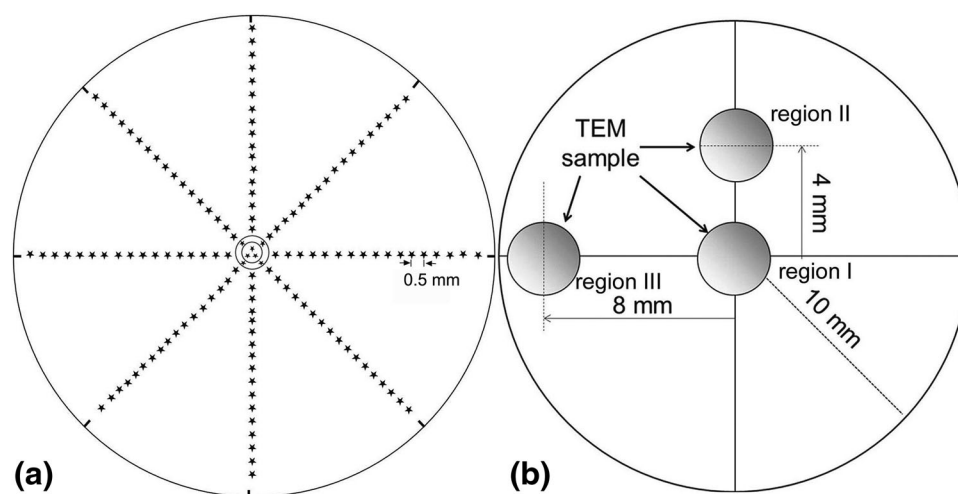 0.5 mm
(a)
TEM
sample
region II
4 mm
region I
region III
8 mm
10 mm
(b)